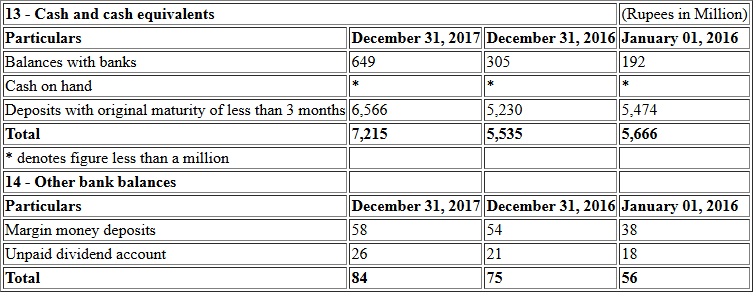 13 - Cash and cash equivalents (Rupees in Million)
Particulars December 31, 2017 December 31, 2016 January 01, 2016
Balances with banks 649 305 192
Cash on hand * * *
Deposits with original maturity of less than 3 months 6,566 5,230 5,474
Total 7,215 5,535 5,666
* denotes figure less than a million
14 - Other bank balances
Particulars December 31, 2017 December 31, 2016 January 01, 2016
Margin money deposits 58 54 38
Unpaid dividend account 26 21 18
Total 84 75 56